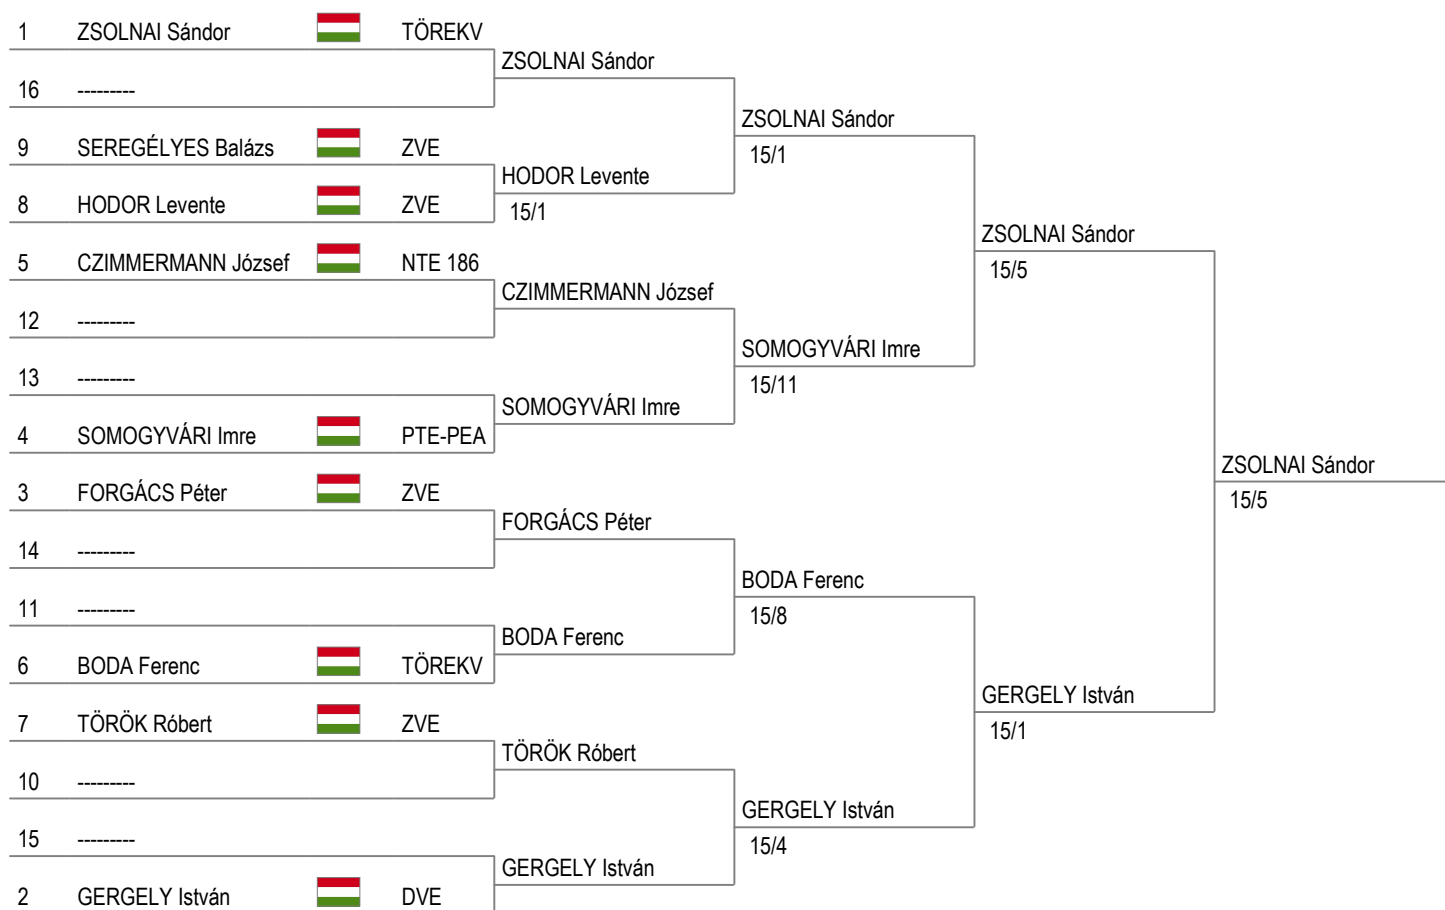 1 ZSOLNAI Sándor TÖREKV
ZSOLNAI Sándor
16 ---------
ZSOLNAI Sándor
15/1
9 SEREGÉLYES Balázs ZVE
HODOR Levente
15/1
8 HODOR Levente ZVE
ZSOLNAI Sándor
15/5
5 CZIMMERMANN József NTE 186
CZIMMERMANN József
12 ---------
SOMOGYVÁRI Imre
15/11
13 ---------
SOMOGYVÁRI Imre
4 SOMOGYVÁRI Imre PTE-PEA
ZSOLNAI Sándor
15/5
3 FORGÁCS Péter ZVE
FORGÁCS Péter
14 ---------
BODA Ferenc
15/8
11 ---------
BODA Ferenc
6 BODA Ferenc TÖREKV
GERGELY István
15/1
7 TÖRÖK Róbert ZVE
TÖRÖK Róbert
10 ---------
GERGELY István
15/4
15 ---------
GERGELY István
2 GERGELY István DVE